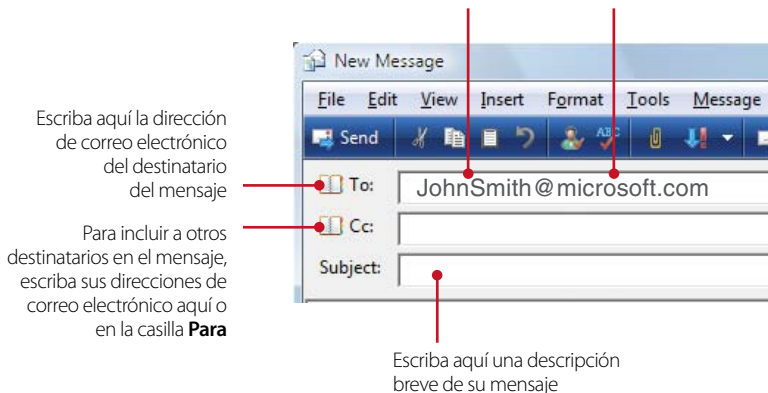 New Message
File Edit View Insert Format Tools Message
Send
To: JohnSmith@microsoft.com
Cc:
Subject:
Escriba aquí la dirección
de correo electrónico
del destinatario
del mensaje
Para incluir a otros
destinatarios en el mensaje,
escriba sus direcciones de
correo electrónico aquí o
en la casilla Para
Escriba aquí una descripción
breve de su mensaje